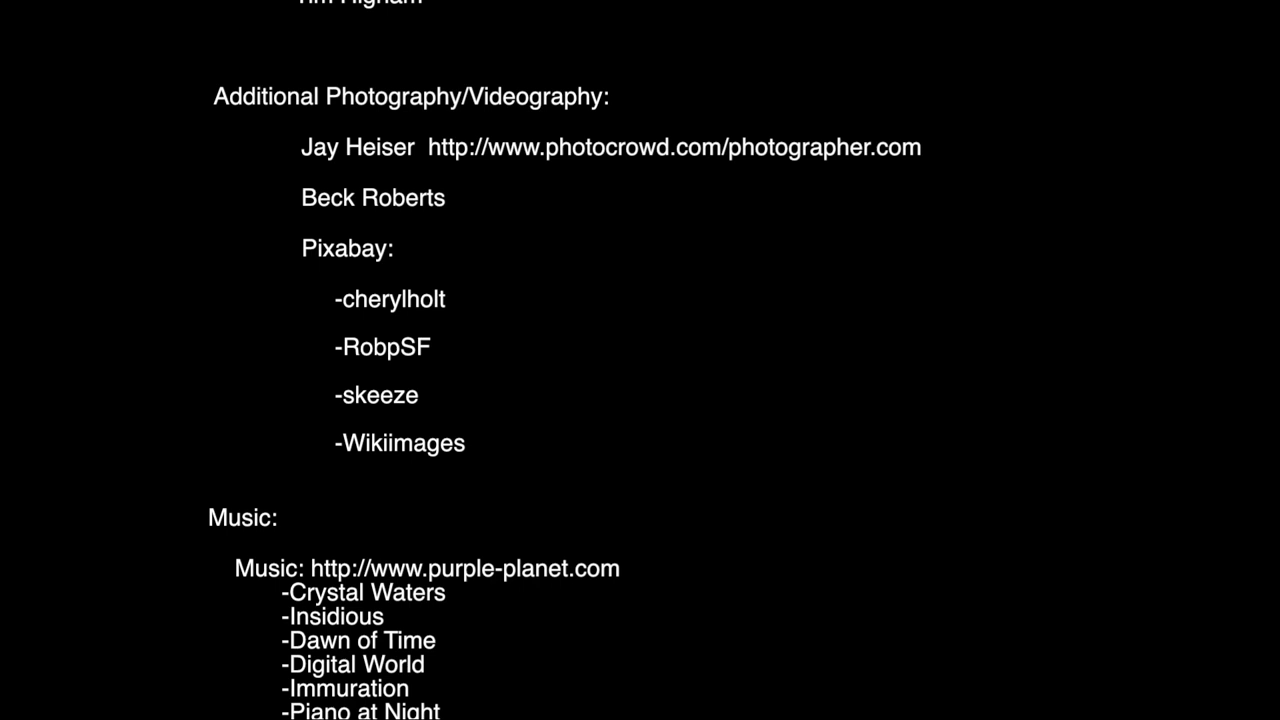 Additional Photography/Videography:
Jay Heiser http://www.photocrowd.com/photographer.com
Beck Roberts
Pixabay:
-cherylholt
-RobpSF
-skeeze
-Wikiimages
Music:
Music: http://www.purple-planet.com
-Crystal Waters
-Insidious
-Dawn of Time
-Digital World
-Immuration
-Piano at Night